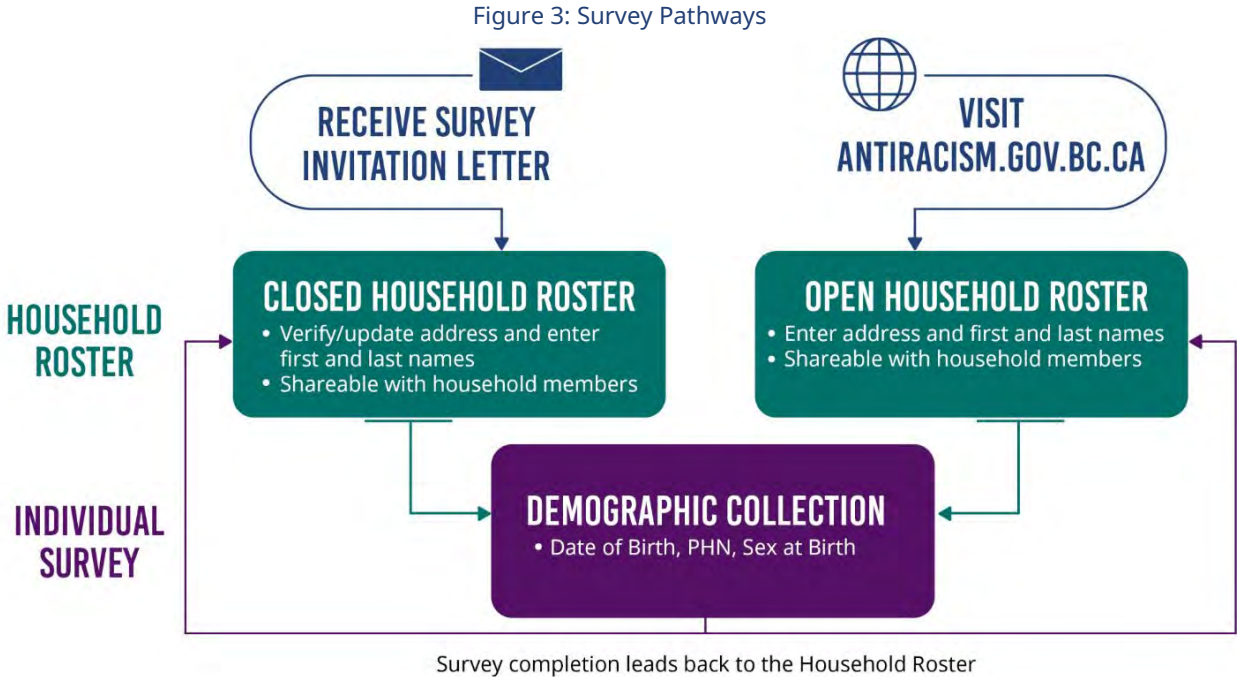 Figure 3: Survey Pathways
RECEIVE SURVEY
INVITATION LETTER
VISIT
ANTIRACISM.GOV.BC.CA
HOUSEHOLD
ROSTER
CLOSED HOUSEHOLD ROSTER
• Verify/update address and enter
first and last names
• Shareable with household members
OPEN HOUSEHOLD ROSTER
• Enter address and first and last names
• Shareable with household members
INDIVIDUAL
SURVEY
DEMOGRAPHIC COLLECTION
• Date of Birth, PHN, Sex at Birth
Survey completion leads back to the Household Roster